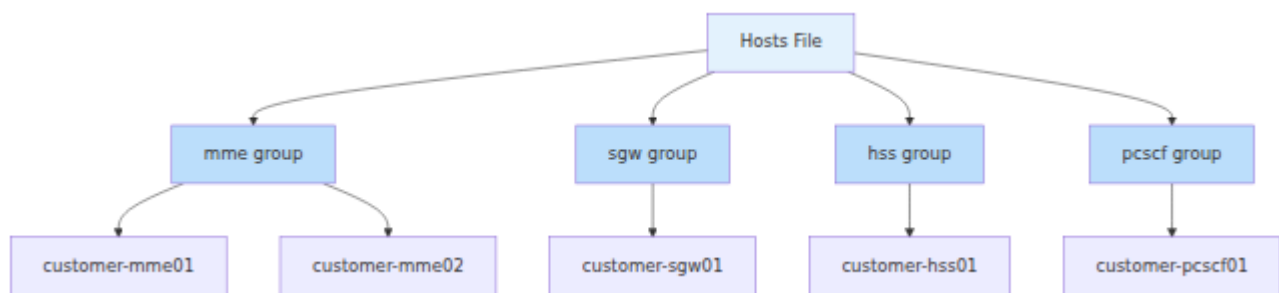 Hosts File
mme group
sgw group
hss group
pcscf group
customer-mme01
customer-mme02
customer-sgw01
customer-hss01
customer-pcscf01